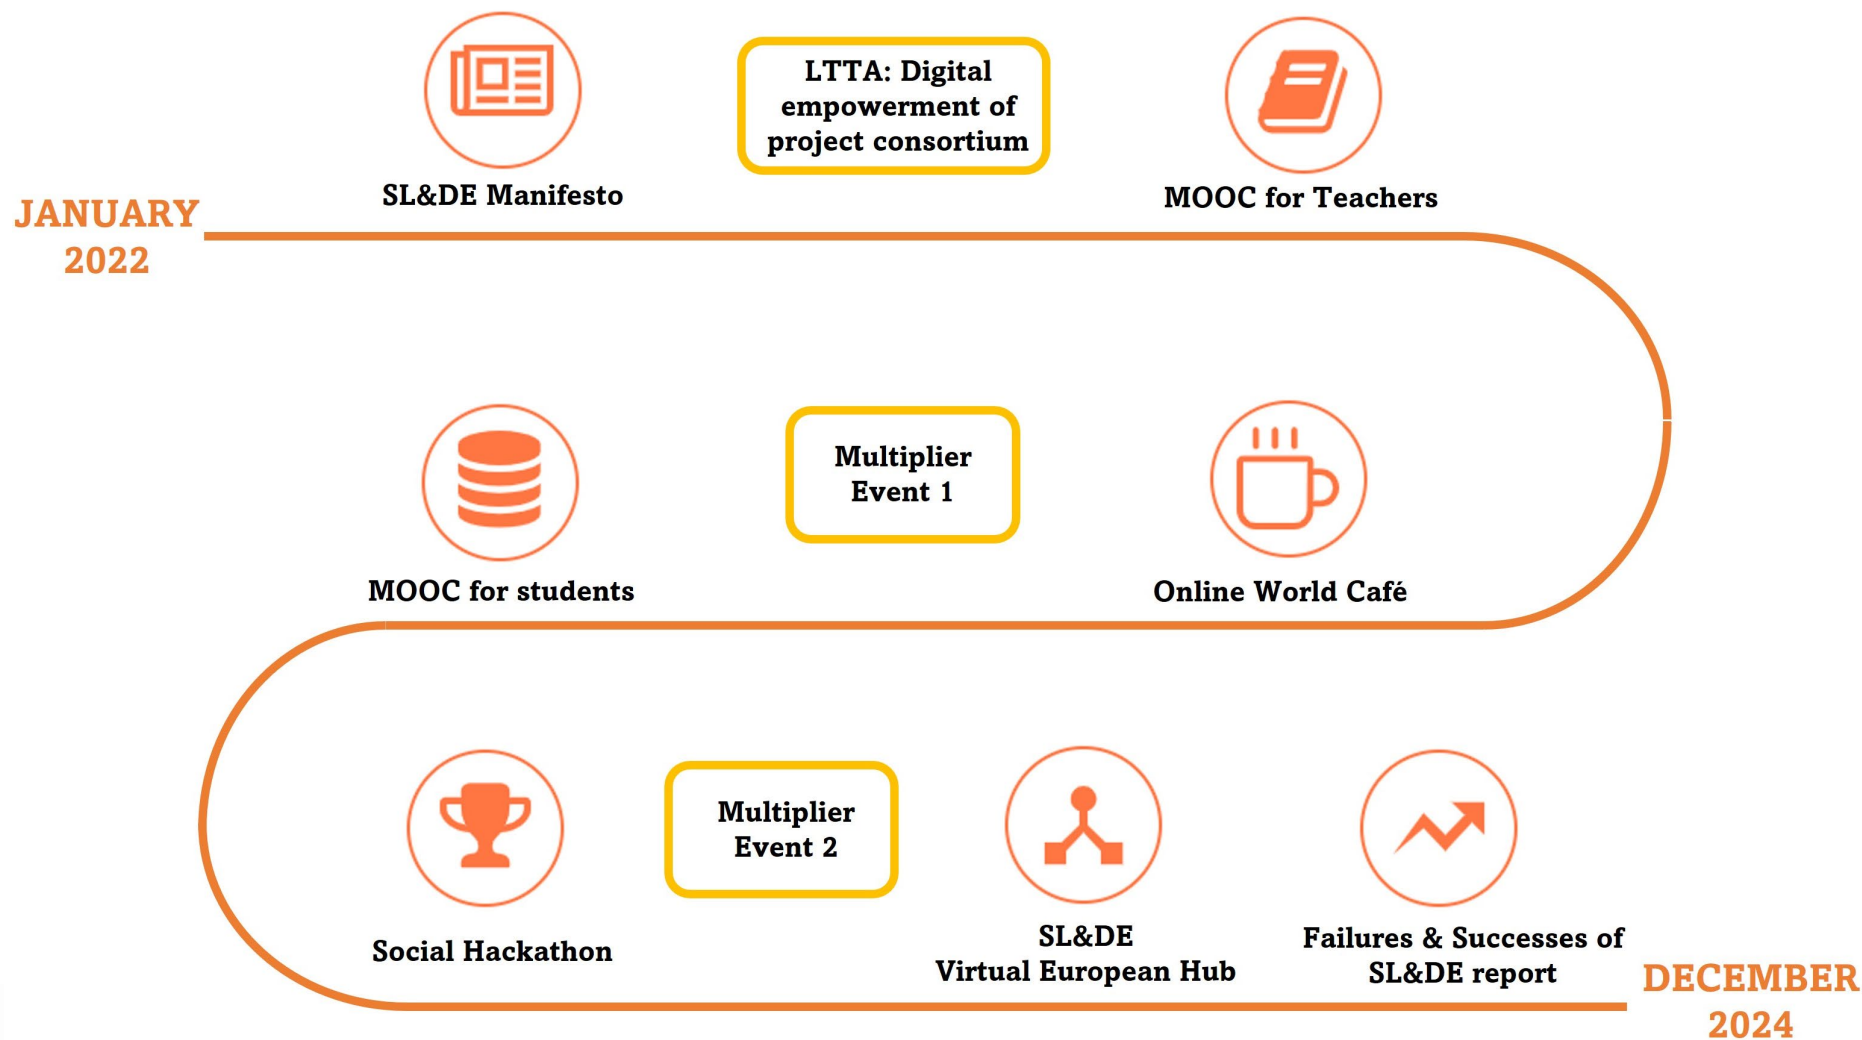 LTTA: Digital
empowerment of
project consortium
SL&DE Manifesto
MOOC for Teachers
JANUARY
2022
Multiplier
Event 1
MOOC for students
Online World Café
Multiplier
Event 2
Social Hackathon
SL&DE
Virtual European Hub
Failures & Successes of
SL&DE report
DECEMBER
2024